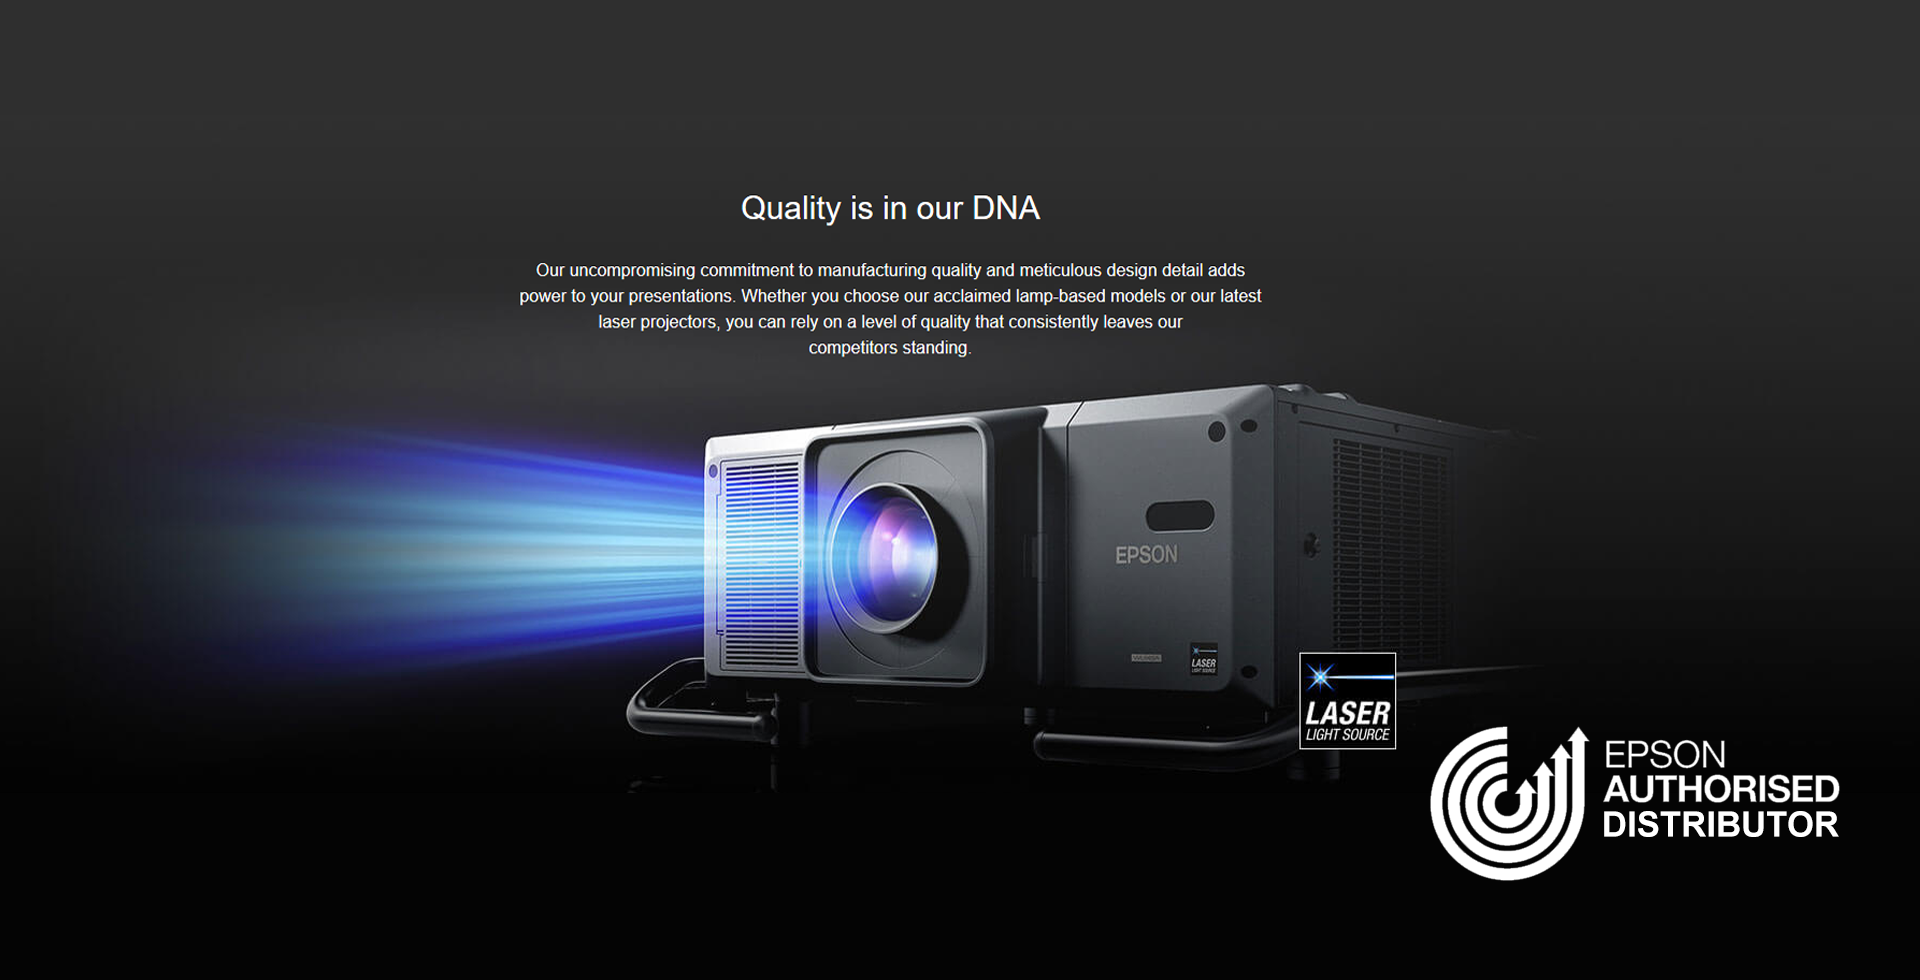 Quality is in our DNA
Our uncompromising commitment to manufacturing quality and meticulous design detail adds
power to your presentations. Whether you choose our acclaimed lamp-based models or our latest
laser projectors, you can rely on a level of quality that consistently leaves our
competitors standing.
EPSON
LASER
LIGHT SOURCE
LASER
LIGHT SOURCE
EPSON
AUTHORISED
DISTRIBUTOR